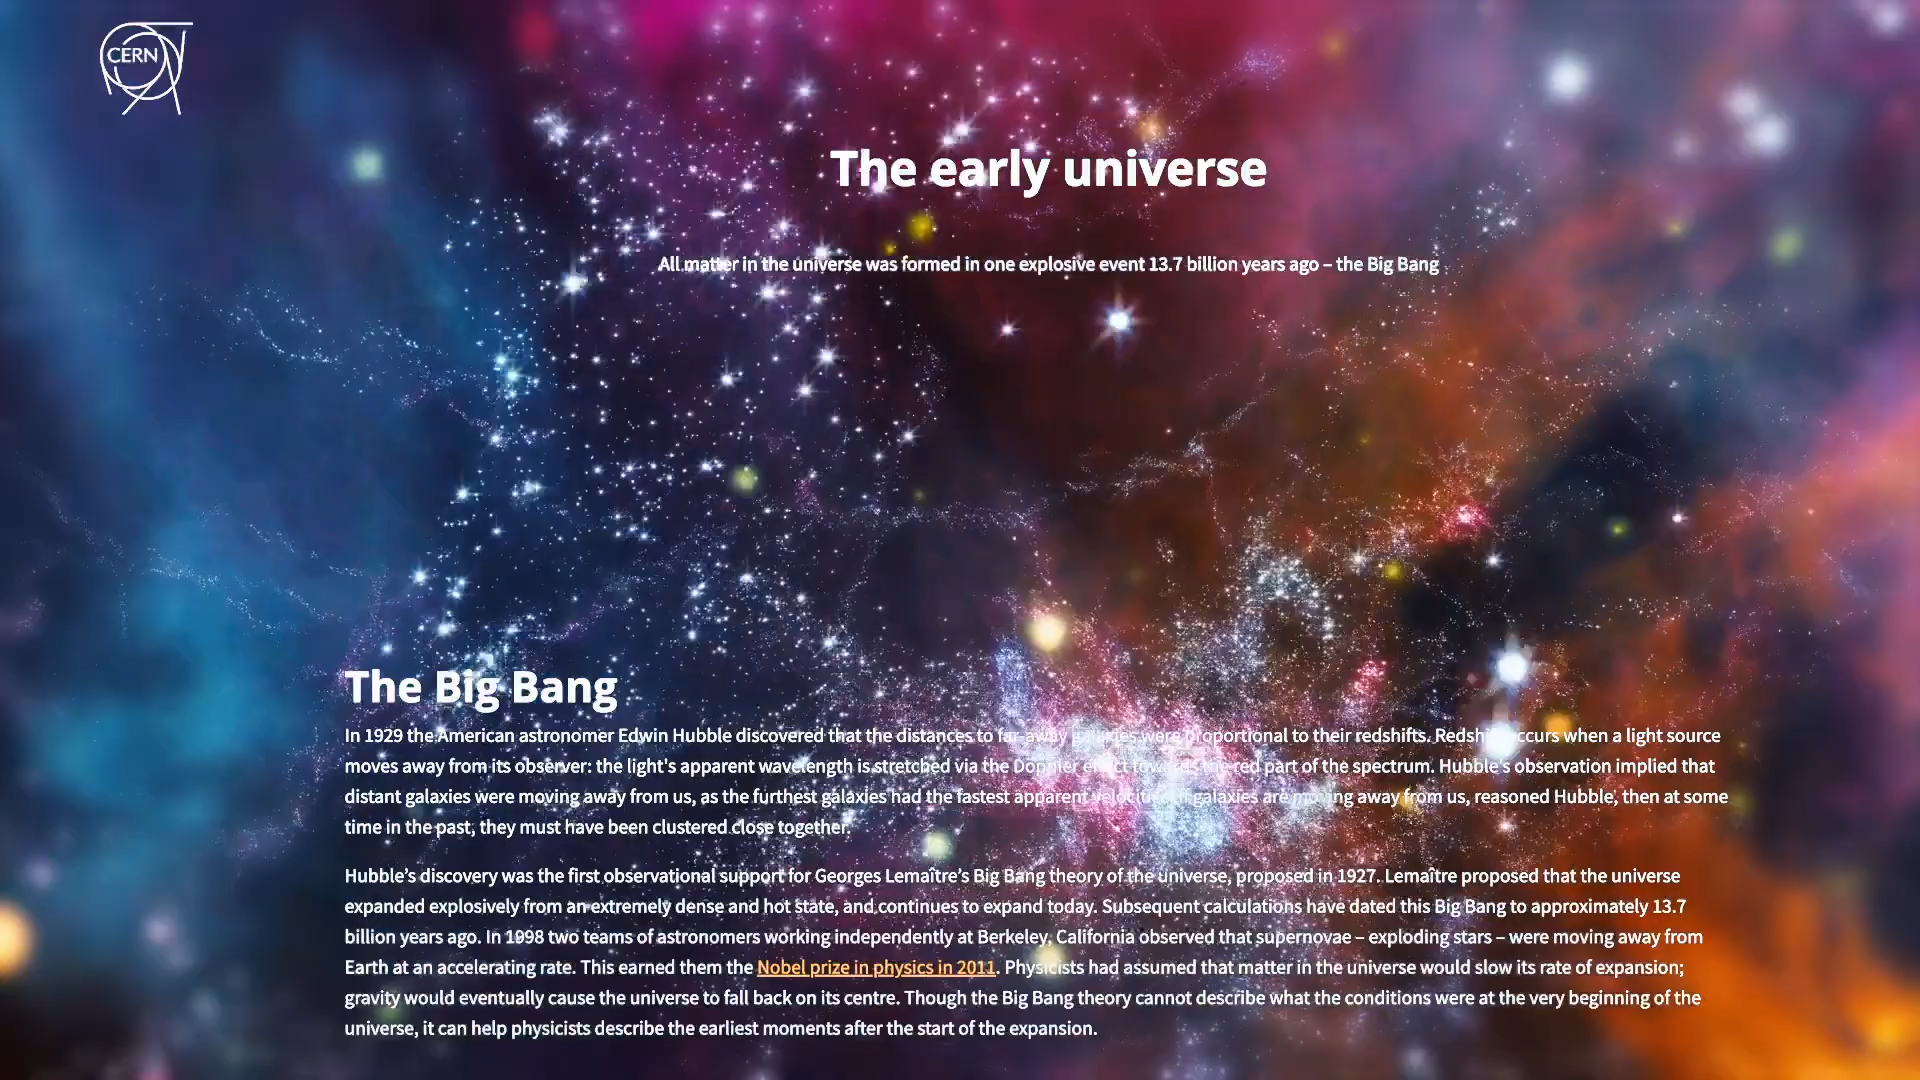 CERN
The early universe
All matter in the universe was formed in one explosive event 13.7 billion years ago – the Big Bang
The Big Bang
In 1929 the American astronomer Edwin Hubble discovered that the distances to far-away galaxies were proportional to their redshifts. Redshift occurs when a light source
moves away from its observer: the light's apparent wavelength is stretched via the Doppler effect towards the red part of the spectrum. Hubble's observation implied that
distant galaxies were moving away from us, as the furthest galaxies had the fastest apparent velocities. If galaxies are moving away from us, reasoned Hubble, then at some
time in the past, they must have been clustered close together.
Hubble’s discovery was the first observational support for Georges Lemaître’s Big Bang theory of the universe, proposed in 1927. Lemaître proposed that the universe
expanded explosively from an extremely dense and hot state, and continues to expand today. Subsequent calculations have dated this Big Bang to approximately 13.7
billion years ago. In 1998 two teams of astronomers working independently at Berkeley, California observed that supernovae – exploding stars – were moving away from
Earth at an accelerating rate. This earned them the Nobel prize in physics in 2011. Physicists had assumed that matter in the universe would slow its rate of expansion;
gravity would eventually cause the universe to fall back on its centre. Though the Big Bang theory cannot describe what the conditions were at the very beginning of the
universe, it can help physicists describe the earliest moments after the start of the expansion.